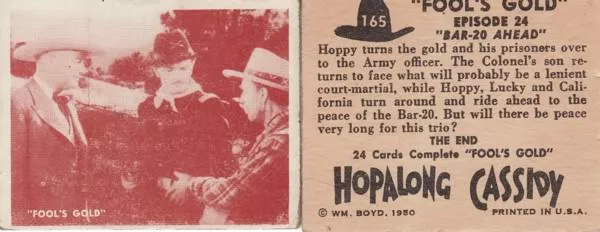 "FOOL'S GOLD"
165
"FOOL'S GOLD"
EPISODE 24
"BAR-20 AHEAD"
Hoppy turns the gold and his prisoners over
to the Army officer. The Colonel's son re-
turns to face what will probably be a lenient
court-martial, while Hoppy, Lucky and Cali-
fornia turn around and ride ahead to the
peace of the Bar-20. But will there be peace
very long for this trio?
THE END
24 Cards Complete "FOOL'S GOLD"
HOPALONG CASSIDY
© WM. BOYD. 1950 PRINTED IN U.S.A.